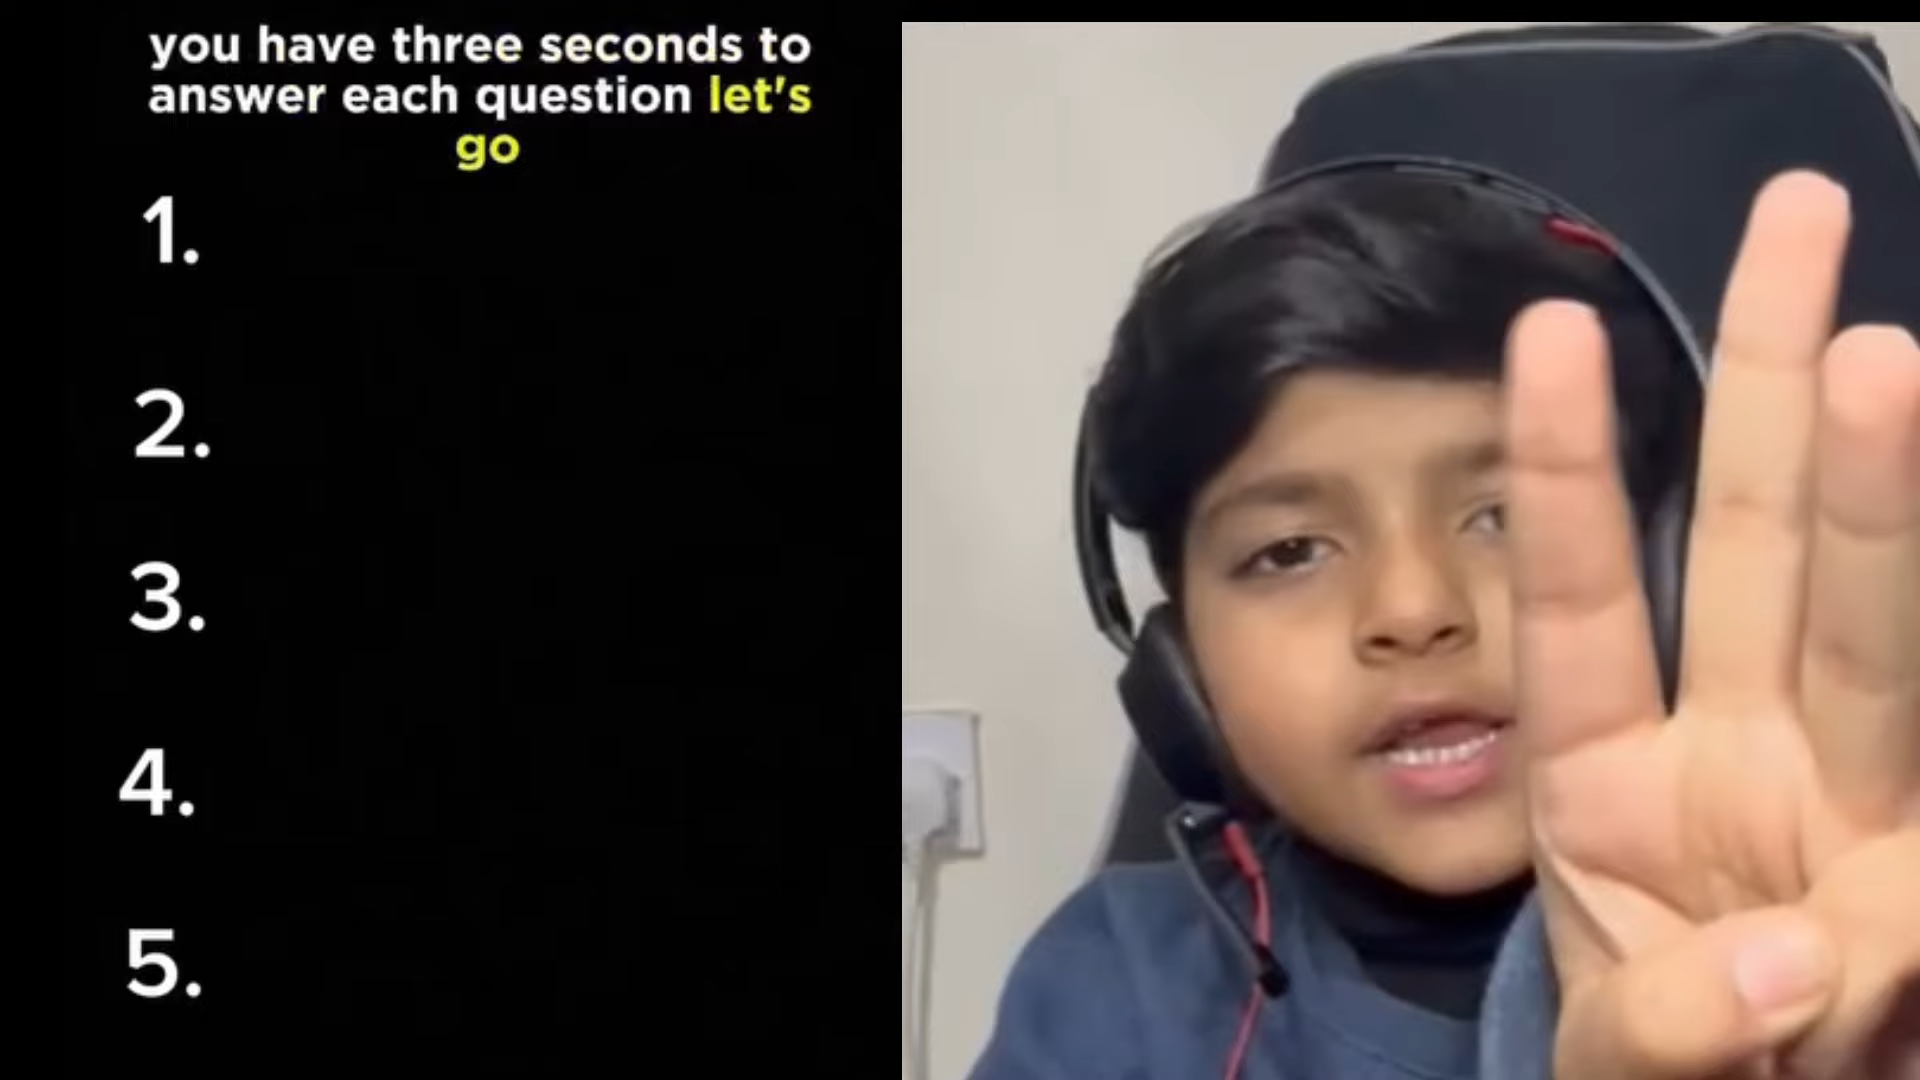 you have three seconds to
answer each question let's
go
1.
2.
3.
4.
5.